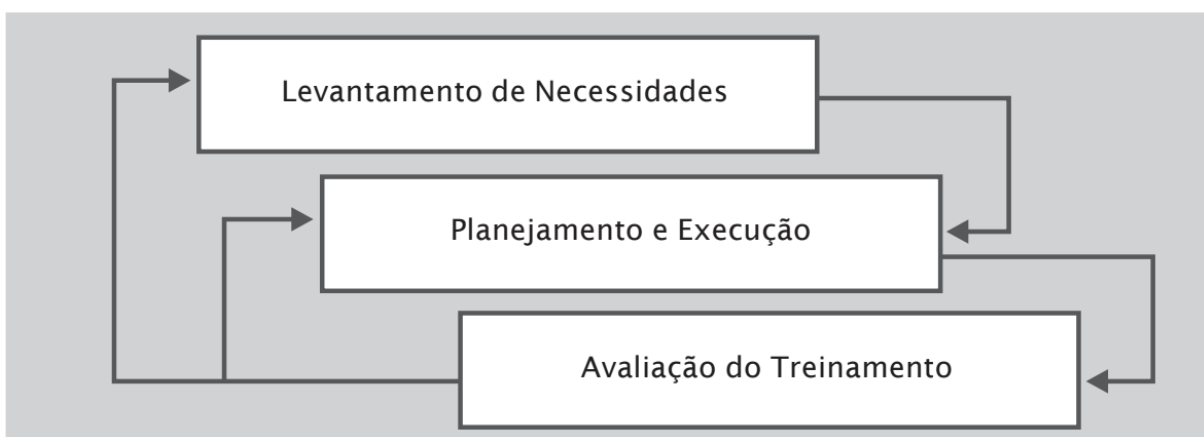 Levantamento de Necessidades
Planejamento e Execução
Avaliação do Treinamento